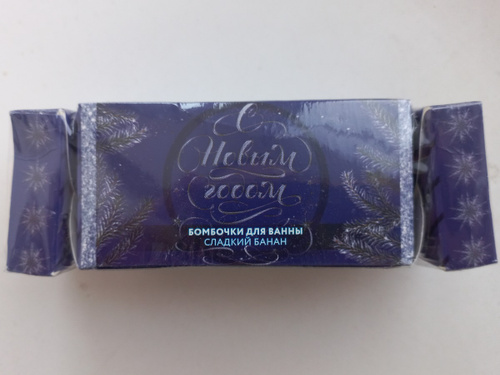 С
Новым
годом
БОМБОЧКИ ДЛЯ ВАННЫ
СЛАДКИЙ БАНАН